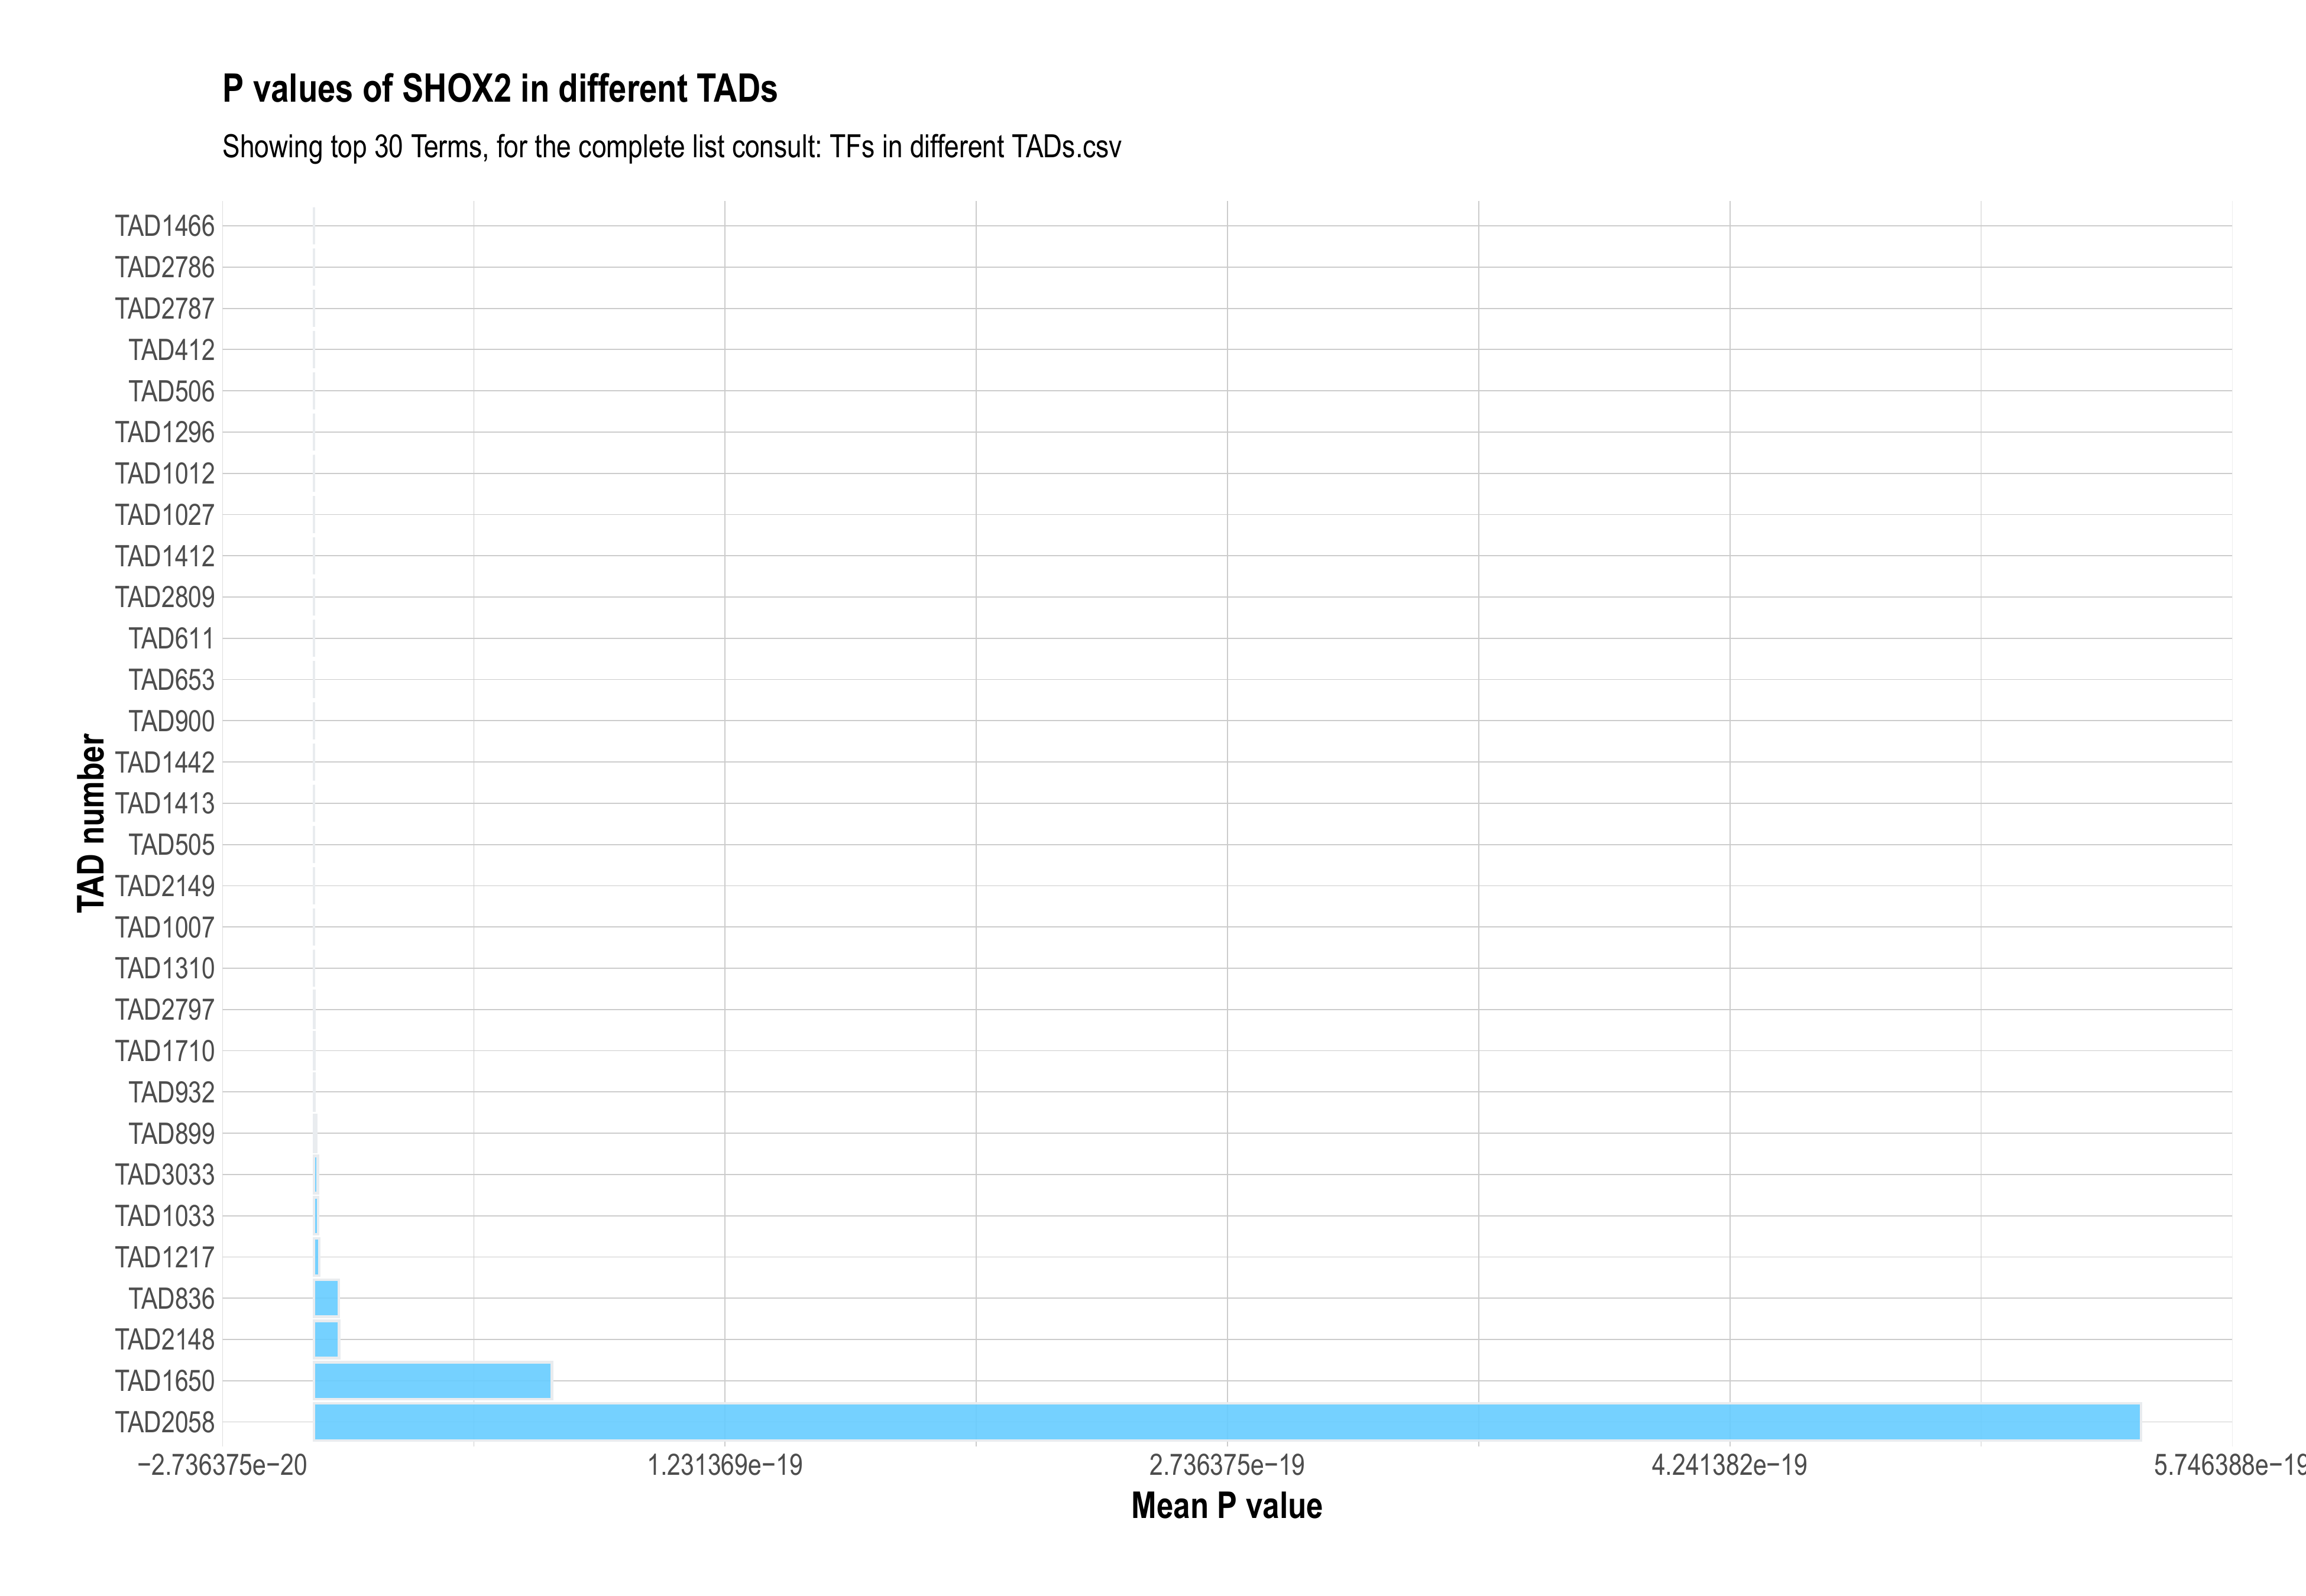 P values of SHOX2 in different TADs
Showing top 30 Terms, for the complete list consult: TFs in different TADs.csv
TAD1466
TAD2786
TAD2787
TAD412
TAD506
TAD1296
TAD1012
TAD1027
TAD1412
TAD2809
TAD611
TAD653
TAD900
TAD1442
TAD1413
TAD505
TAD2149
TAD1007
TAD1310
TAD2797
TAD1710
TAD932
TAD899
TAD3033
TAD1033
TAD1217
TAD836
TAD2148
TAD1650
TAD2058
TAD number
−2.736375e−20 1.231369e−19 2.736375e−19 4.241382e−19 5.746388e−19
Mean P value